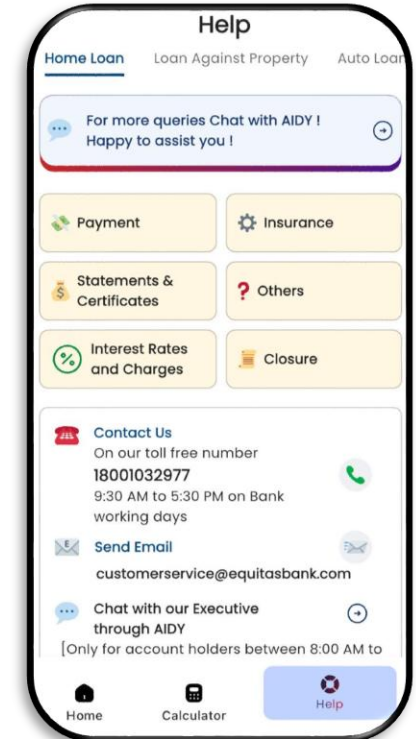 Help
Home Loan Loan Against Property Auto Loan
For more queries Chat with AIDY !
Happy to assist you !
Payment
Insurance
Statements &
Certificates
Others
Interest Rates
and Charges
Closure
Contact Us
On our toll free number
18001032977
9:30 AM to 5:30 PM on Bank
working days
Send Email
customerservice@equitasbank.com
Chat with our Executive
through AIDY
[Only for account holders between 8:00 AM to
Home
Calculator
Help